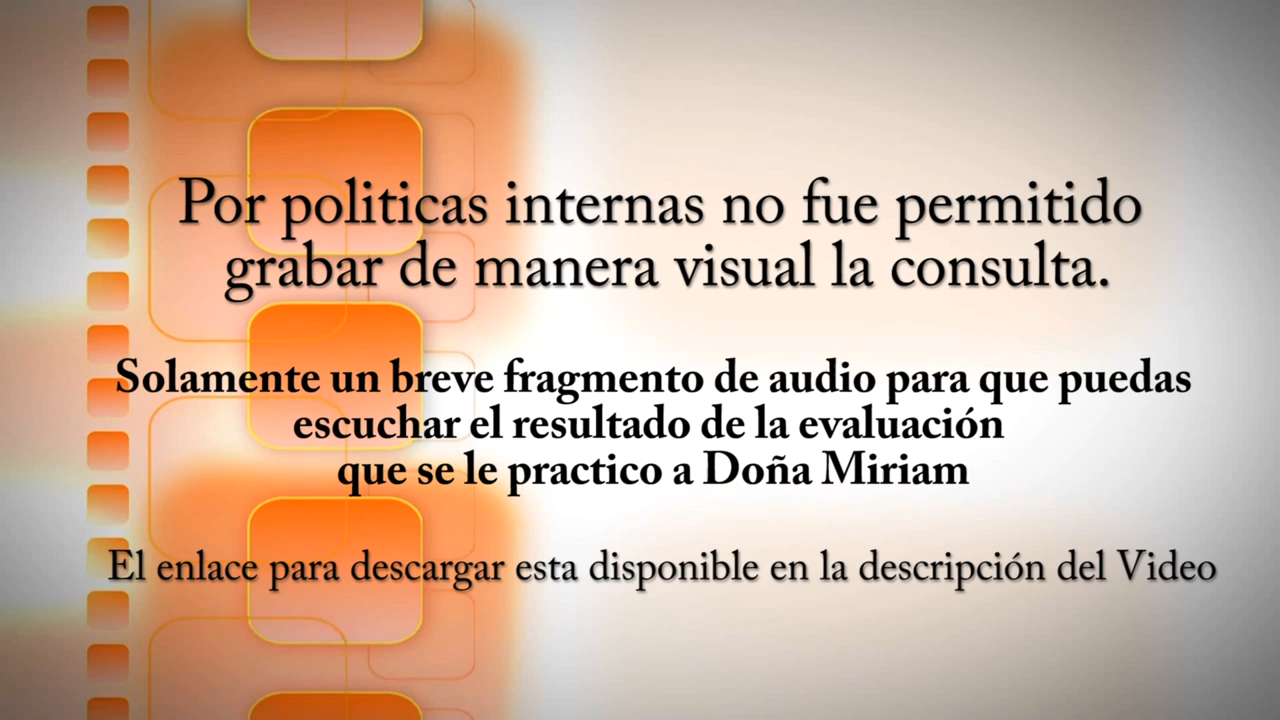 Por politicas internas no fue permitido
grabar de manera visual la consulta.
Solamente un breve fragmento de audio para que puedas
escuchar el resultado de la evaluación
que se le practico a Doña Miriam
El enlace para descargar esta disponible en la descripción del Video